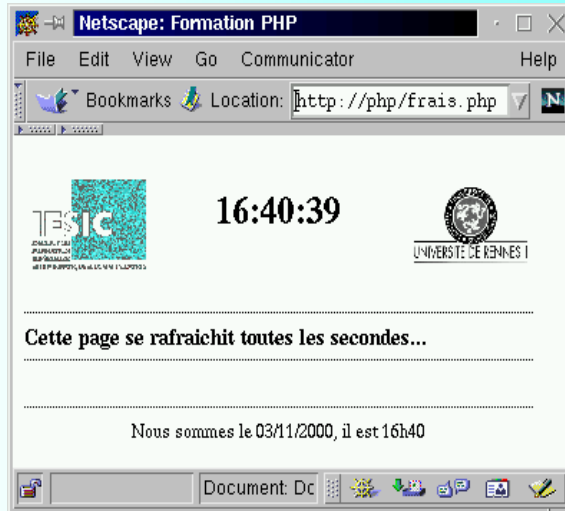 Netscape: Formation PHP
File Edit View Go Communicator Help
Bookmarks Location: http://php/frais.php N
16:40:39
IFSIC
UNIVERSITE DE RENNES I
Cette page se rafraichit toutes les secondes...
Nous sommes le 03/11/2000, il est 16h40
Document: Do